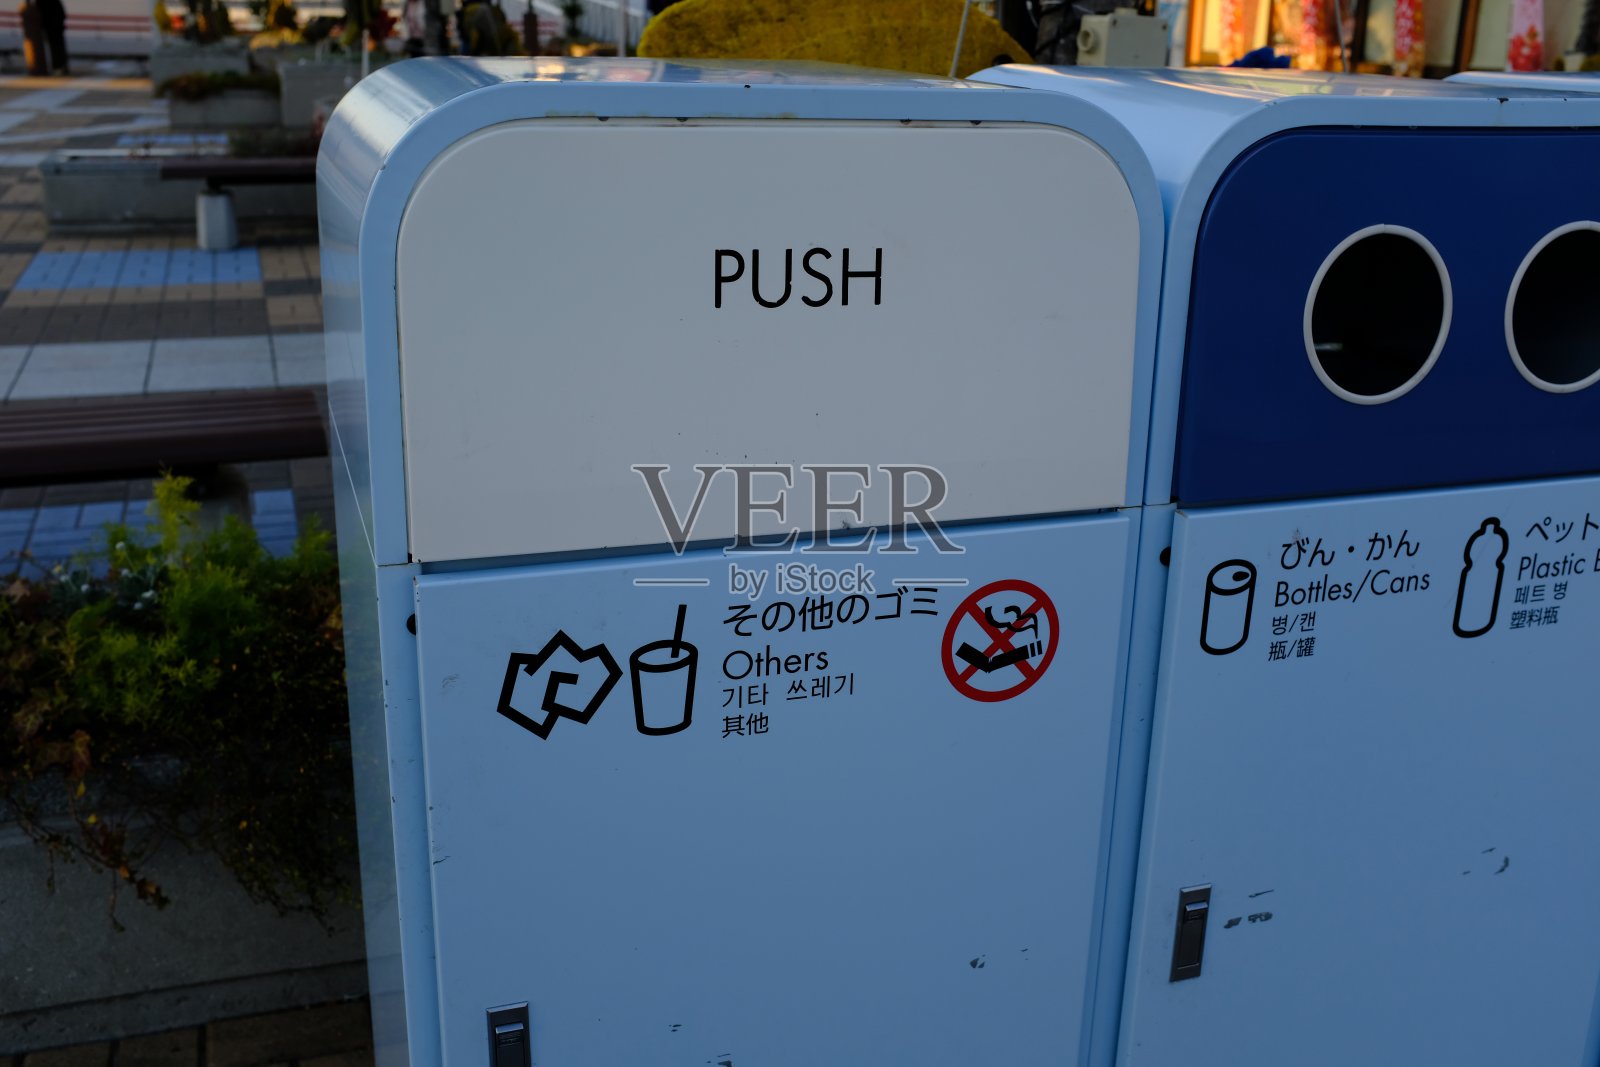 PUSH
VEER
by iStock
その他のゴミ
Others
기타 쓰레기
其他
びん・かん
Bottles/Cans
병/캔
瓶/罐
ペット
Plastic
페트 병
塑料瓶